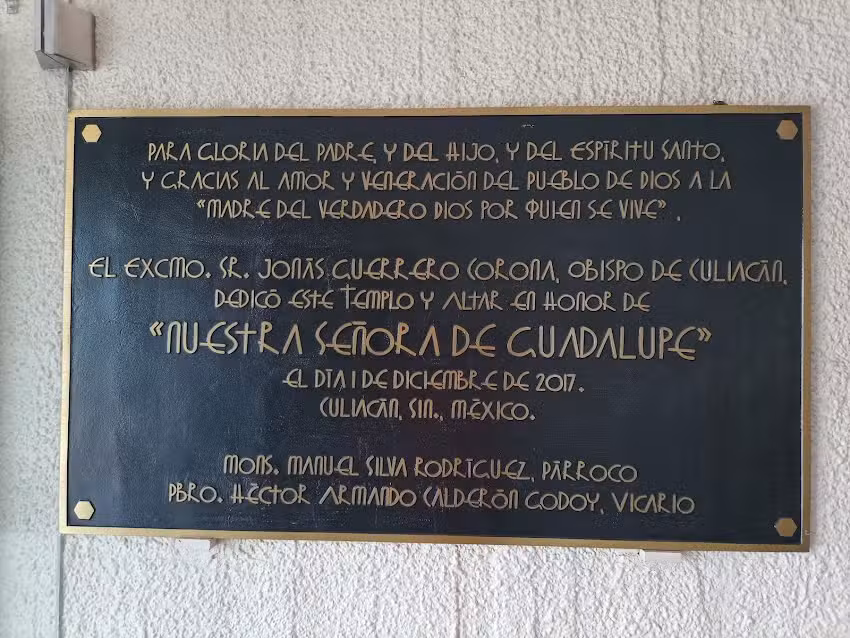 PARA GLORIA DEL PADRE, Y DEL HIJO, Y DEL ESPÍRITU SANTO,
Y GRACIAS AL AMOR Y VENERACIÓN DEL PUEBLO DE DIOS A LA
“MADRE DEL VERDADERO DIOS POR QUIEN SE VIVE” .
EL EXCMO. SR. JONÁS GUERRERO CORONA, OBISPO DE CULIACÁN,
DEDICÓ ESTE TEMPLO Y ALTAR EN HONOR DE
“NUESTRA SEÑORA DE GUADALUPE”
EL DÍA 1 DE DICIEMBRE DE 2017.
CULIACÁN, SIN., MÉXICO.
MONS. MANUEL SILVA RODRÍGUEZ, PÁRROCO
PBRO. HÉCTOR ARMANDO CALDERÓN GODOY, VICARIO